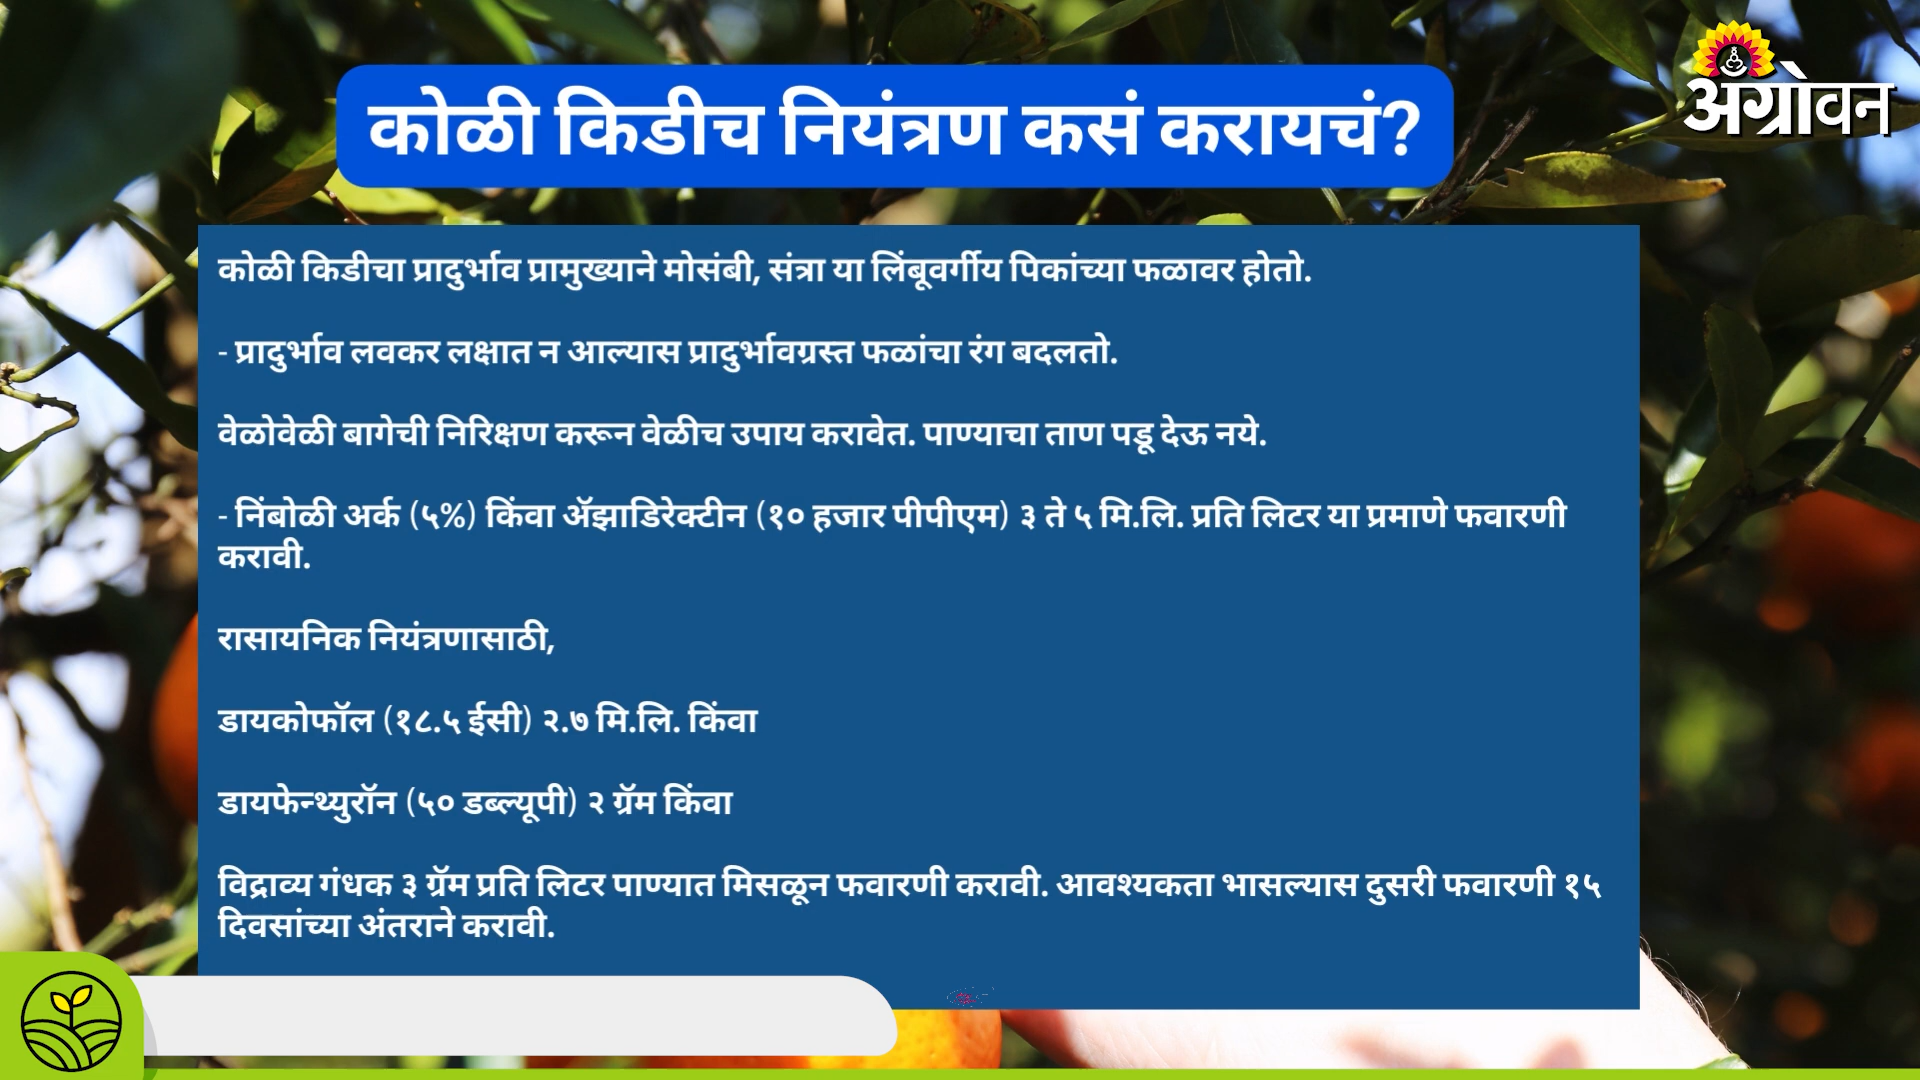 कोळी किडीच नियंत्रण कसं करायचं?
अॅग्रोवन
कोळी किडीचा प्रादुर्भाव प्रामुख्याने मोसंबी, संत्रा या लिंबूवर्गीय पिकांच्या फळावर होतो.
- प्रादुर्भाव लवकर लक्षात न आल्यास प्रादुर्भावग्रस्त फळांचा रंग बदलतो.
वेळोवेळी बागेची निरिक्षण करून वेळीच उपाय करावेत. पाण्याचा ताण पडू देऊ नये.
- निंबोळी अर्क (५%) किंवा ॲझाडिरेक्टीन (१० हजार पीपीएम) ३ ते ५ मि.लि. प्रति लिटर या प्रमाणे फवारणी
करावी.
रासायनिक नियंत्रणासाठी,
डायकोफॉल (१८.५ ईसी) २.७ मि.लि. किंवा
डायफेन्थ्युरॉन (५० डब्ल्यूपी) २ ग्रॅम किंवा
विद्राव्य गंधक ३ ग्रॅम प्रति लिटर पाण्यात मिसळून फवारणी करावी. आवश्यकता भासल्यास दुसरी फवारणी १५
दिवसांच्या अंतराने करावी.